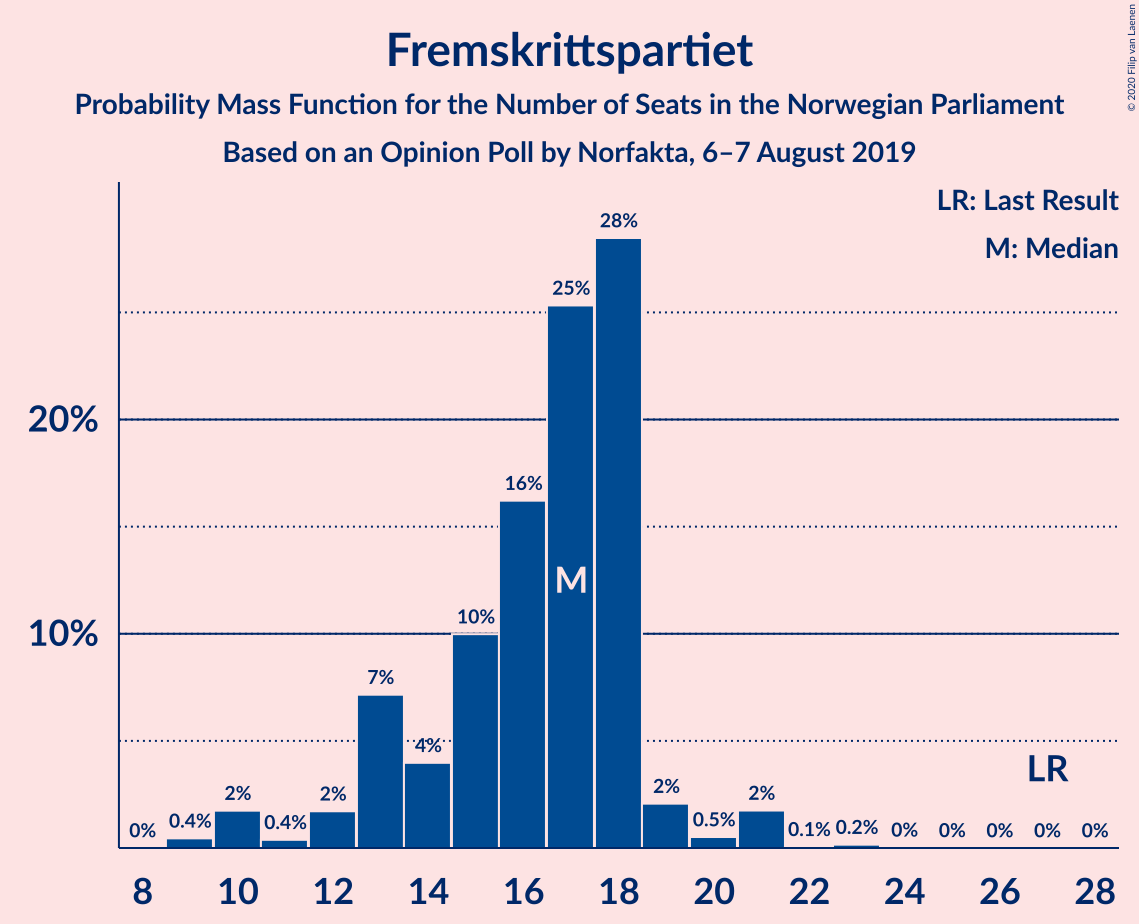 Fremskrittspartiet
Probability Mass Function for the Number of Seats in the Norwegian Parliament
Based on an Opinion Poll by Norfakta, 6–7 August 2019
© 2020 Filip van Laenen
LR: Last Result
M: Median
28%
25%
20%
16%
M
10%
10%
7%
4%
LR
0% 0.4% 2% 0.4% 2% 2% 0.5% 2% 0.1% 0.2% 0% 0% 0% 0% 0%
8 10 12 14 16 18 20 22 24 26 28